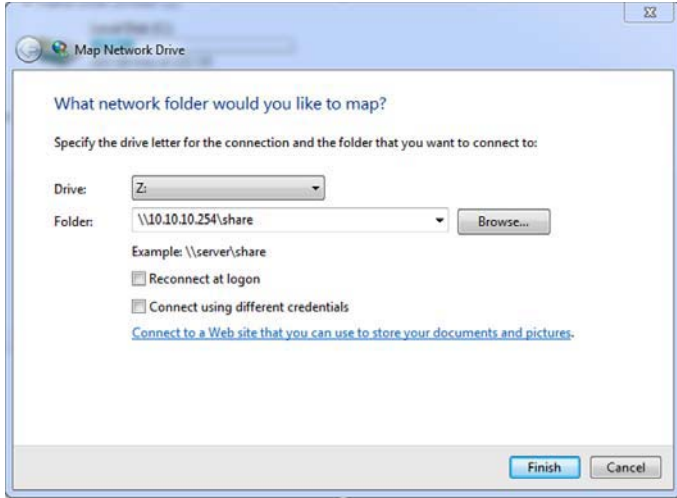 Map Network Drive
What network folder would you like to map?
Specify the drive letter for the connection and the folder that you want to connect to:
Drive: Z:
Folder: \\10.10.10.254\share Browse...
Example: \\server\share
Reconnect at logon
Connect using different credentials
Connect to a Web site that you can use to store your documents and pictures.
Finish Cancel